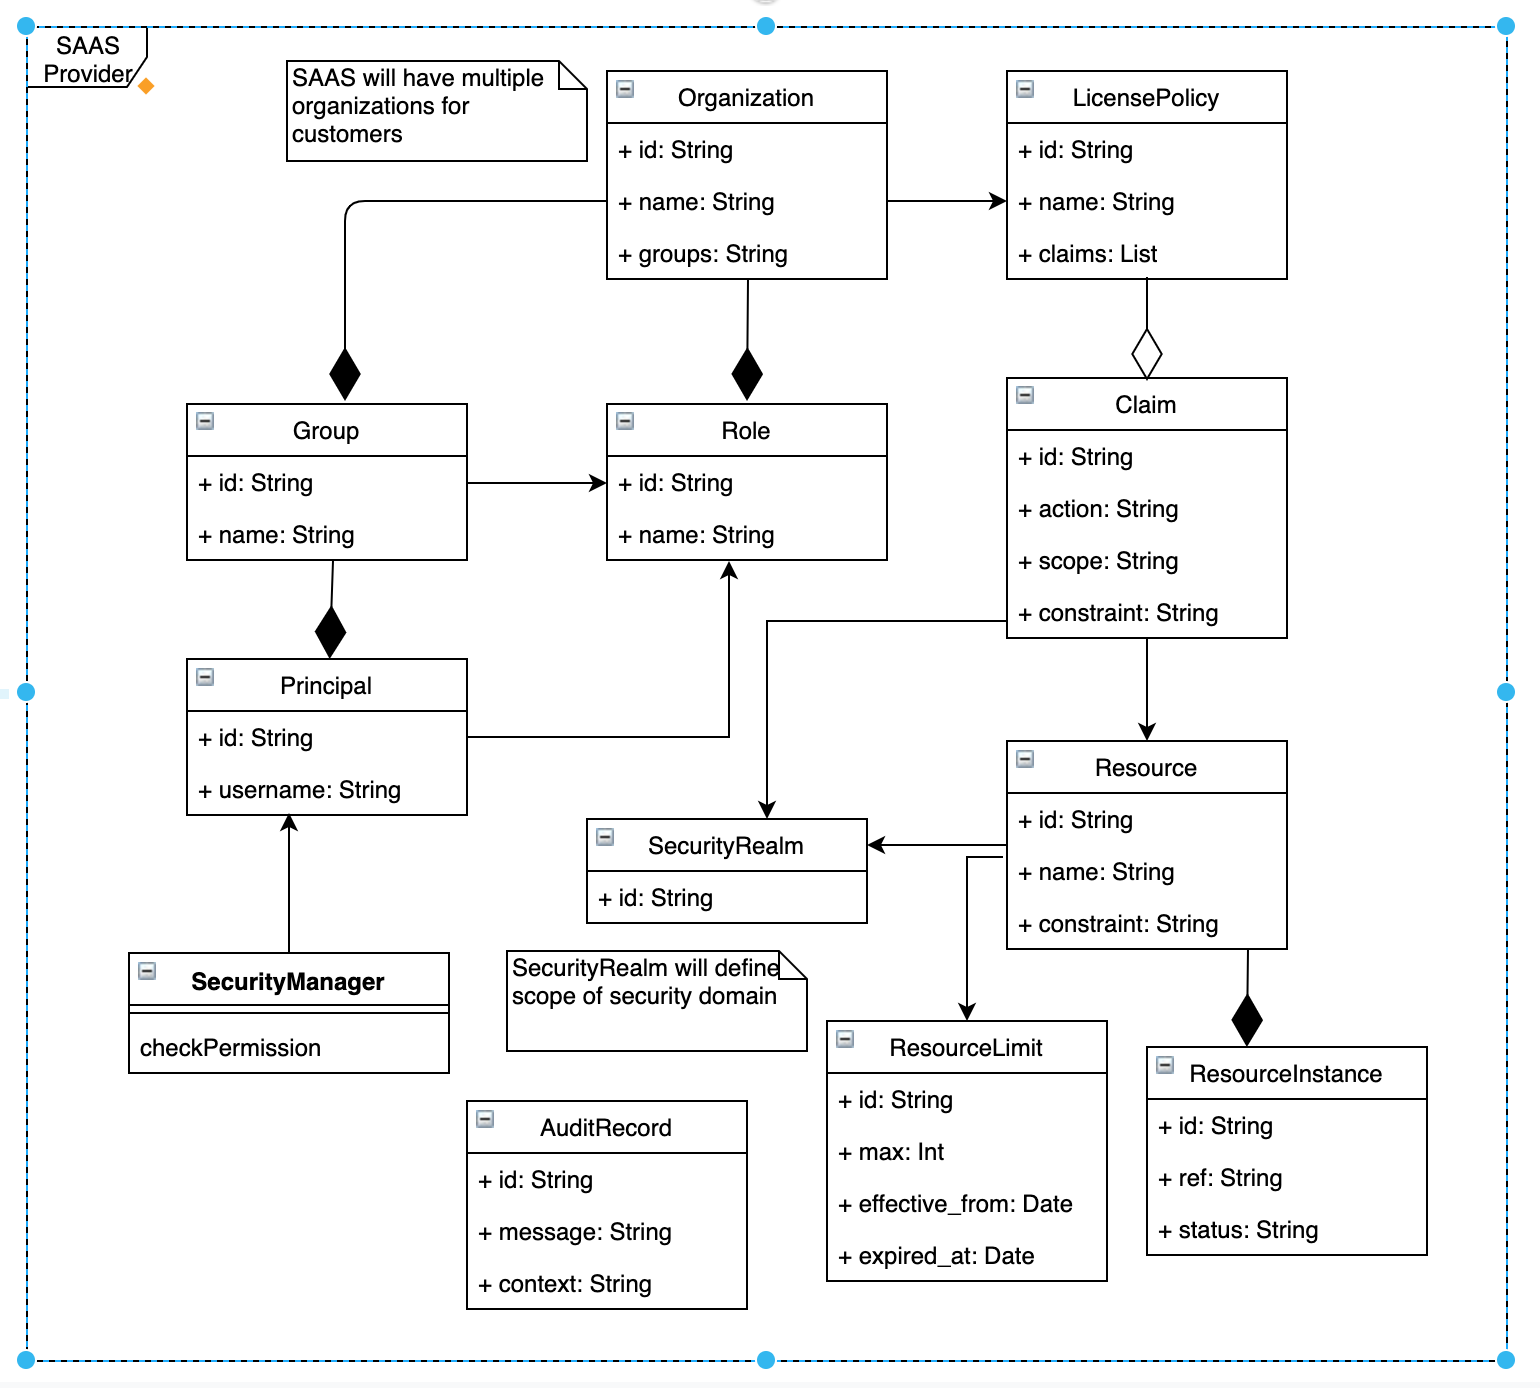 SAAS
Provider
SAAS will have multiple
organizations for
customers
Organization
+ id: String
+ name: String
+ groups: String
LicensePolicy
+ id: String
+ name: String
+ claims: List
Group
+ id: String
+ name: String
Role
+ id: String
+ name: String
Claim
+ id: String
+ action: String
+ scope: String
+ constraint: String
Principal
+ id: String
+ username: String
SecurityRealm
+ id: String
Resource
+ id: String
+ name: String
+ constraint: String
SecurityManager
checkPermission
SecurityRealm will define
scope of security domain
AuditRecord
+ id: String
+ message: String
+ context: String
ResourceLimit
+ id: String
+ max: Int
+ effective_from: Date
+ expired_at: Date
ResourceInstance
+ id: String
+ ref: String
+ status: String